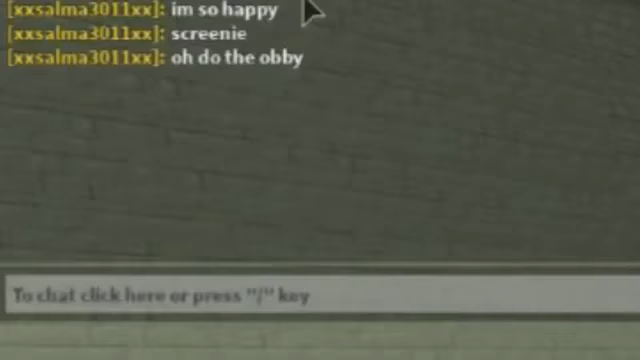 [xxsalma3011xx]: im so happy
[xxsalma3011xx]: screenie
[xxsalma3011xx]: oh do the obby
To chat click here or press "/" key